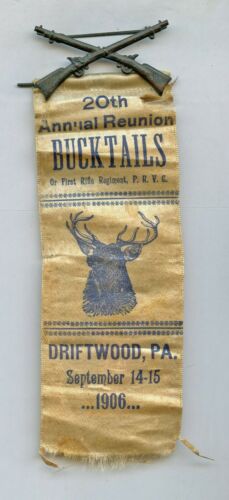 20th
Annual Reunion
BUCKTAILS
Or First Rifle Regiment, P. R. V. C.
DRIFTWOOD, PA.
September 14-15
...1906...